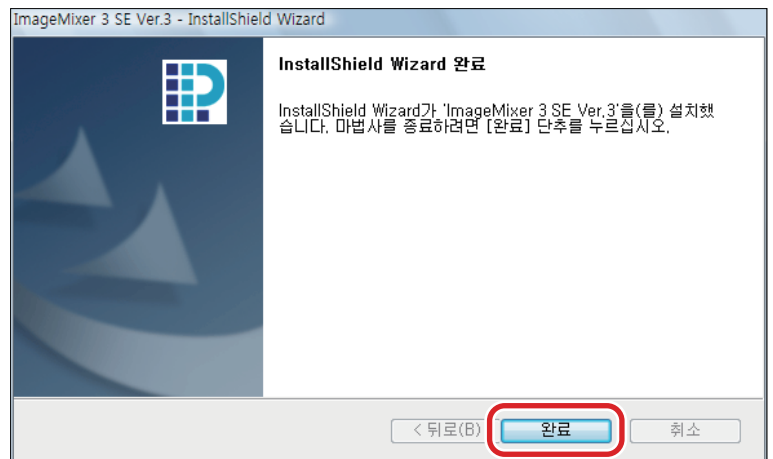 ImageMixer 3 SE Ver.3 - InstallShield Wizard
InstallShield Wizard 완료
InstallShield Wizard가 'ImageMixer 3 SE Ver.3'을(를) 설치했
습니다. 마법사를 종료하려면 [완료] 단추를 누르십시오.
< 뒤로(B)
완료
취소